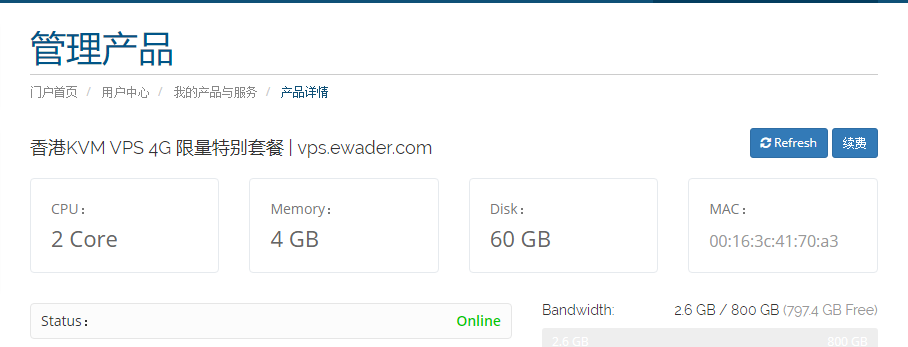 管理产品
门户首页 / 用户中心 / 我的产品与服务 / 产品详情
香港KVM VPS 4G 限量特别套餐 | vps.ewader.com
Refresh 续费
CPU： Memory： Disk： MAC：
2 Core 4 GB 60 GB 00:16:3c:41:70:a3
Status： Online
Bandwidth: 2.6 GB / 800 GB (797.4 GB Free)
2.6 GB 800 GB